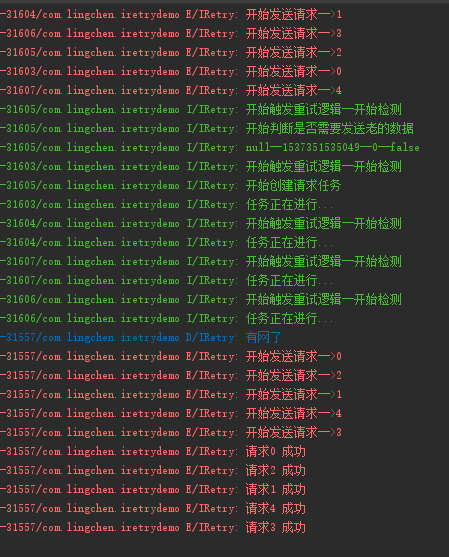 -31604/com.lingchen.iretrydemo E/IRetry: 开始发送请求—>1
-31606/com.lingchen.iretrydemo E/IRetry: 开始发送请求—>3
-31605/com.lingchen.iretrydemo E/IRetry: 开始发送请求—>2
-31603/com.lingchen.iretrydemo E/IRetry: 开始发送请求—>0
-31607/com.lingchen.iretrydemo E/IRetry: 开始发送请求—>4
-31605/com.lingchen.iretrydemo I/IRetry: 开始触发重试逻辑—开始检测
-31605/com.lingchen.iretrydemo I/IRetry: 开始判断是否需要发送老的数据
-31605/com.lingchen.iretrydemo I/IRetry: null—1537351535049—0—false
-31603/com.lingchen.iretrydemo I/IRetry: 开始触发重试逻辑—开始检测
-31605/com.lingchen.iretrydemo I/IRetry: 开始创建请求任务
-31603/com.lingchen.iretrydemo I/IRetry: 任务正在进行...
-31604/com.lingchen.iretrydemo I/IRetry: 开始触发重试逻辑—开始检测
-31604/com.lingchen.iretrydemo I/IRetry: 任务正在进行...
-31607/com.lingchen.iretrydemo I/IRetry: 开始触发重试逻辑—开始检测
-31607/com.lingchen.iretrydemo I/IRetry: 任务正在进行...
-31606/com.lingchen.iretrydemo I/IRetry: 开始触发重试逻辑—开始检测
-31606/com.lingchen.iretrydemo I/IRetry: 任务正在进行...
-31557/com.lingchen.iretrydemo D/IRetry: 有网了
-31557/com.lingchen.iretrydemo E/IRetry: 开始发送请求—>0
-31557/com.lingchen.iretrydemo E/IRetry: 开始发送请求—>2
-31557/com.lingchen.iretrydemo E/IRetry: 开始发送请求—>1
-31557/com.lingchen.iretrydemo E/IRetry: 开始发送请求—>4
-31557/com.lingchen.iretrydemo E/IRetry: 开始发送请求—>3
-31557/com.lingchen.iretrydemo E/IRetry: 请求0 成功
-31557/com.lingchen.iretrydemo E/IRetry: 请求2 成功
-31557/com.lingchen.iretrydemo E/IRetry: 请求1 成功
-31557/com.lingchen.iretrydemo E/IRetry: 请求4 成功
-31557/com.lingchen.iretrydemo E/IRetry: 请求3 成功